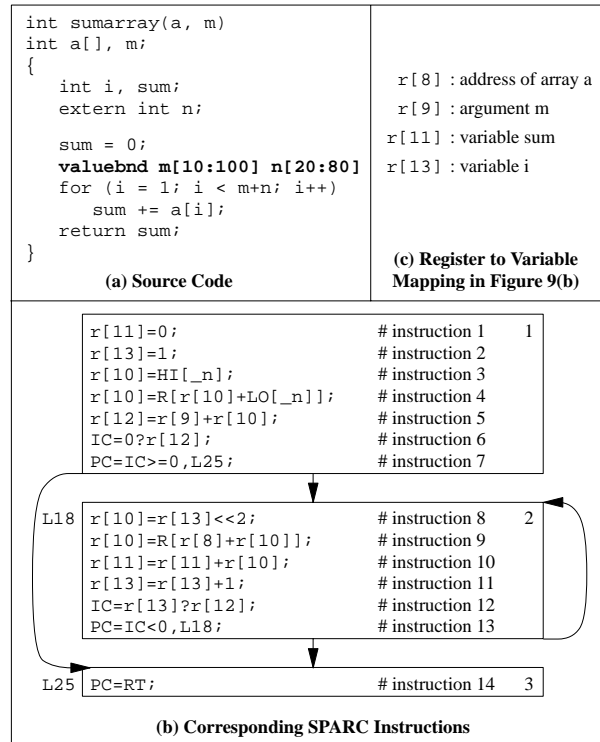 int sumarray(a, m)
int a[], m;
{
int i, sum;
extern int n;
sum = 0;
valuebnd m[10:100] n[20:80]
for (i = 1; i < m+n; i++)
sum += a[i];
return sum;
}
(a) Source Code
r[8] : address of array a
r[9] : argument m
r[11] : variable sum
r[13] : variable i
(c) Register to Variable
Mapping in Figure 9(b)
r[11]=0; # instruction 1 1
r[13]=1; # instruction 2
r[10]=HI[_n]; # instruction 3
r[10]=R[r[10]+LO[_n]]; # instruction 4
r[12]=r[9]+r[10]; # instruction 5
IC=0?r[12]; # instruction 6
PC=IC>=0,L25; # instruction 7
L18 r[10]=r[13]<<2; # instruction 8 2
r[10]=R[r[8]+r[10]]; # instruction 9
r[11]=r[11]+r[10]; # instruction 10
r[13]=r[13]+1; # instruction 11
IC=r[13]?r[12]; # instruction 12
PC=IC<0,L18; # instruction 13
L25 PC=RT; # instruction 14 3
(b) Corresponding SPARC Instructions